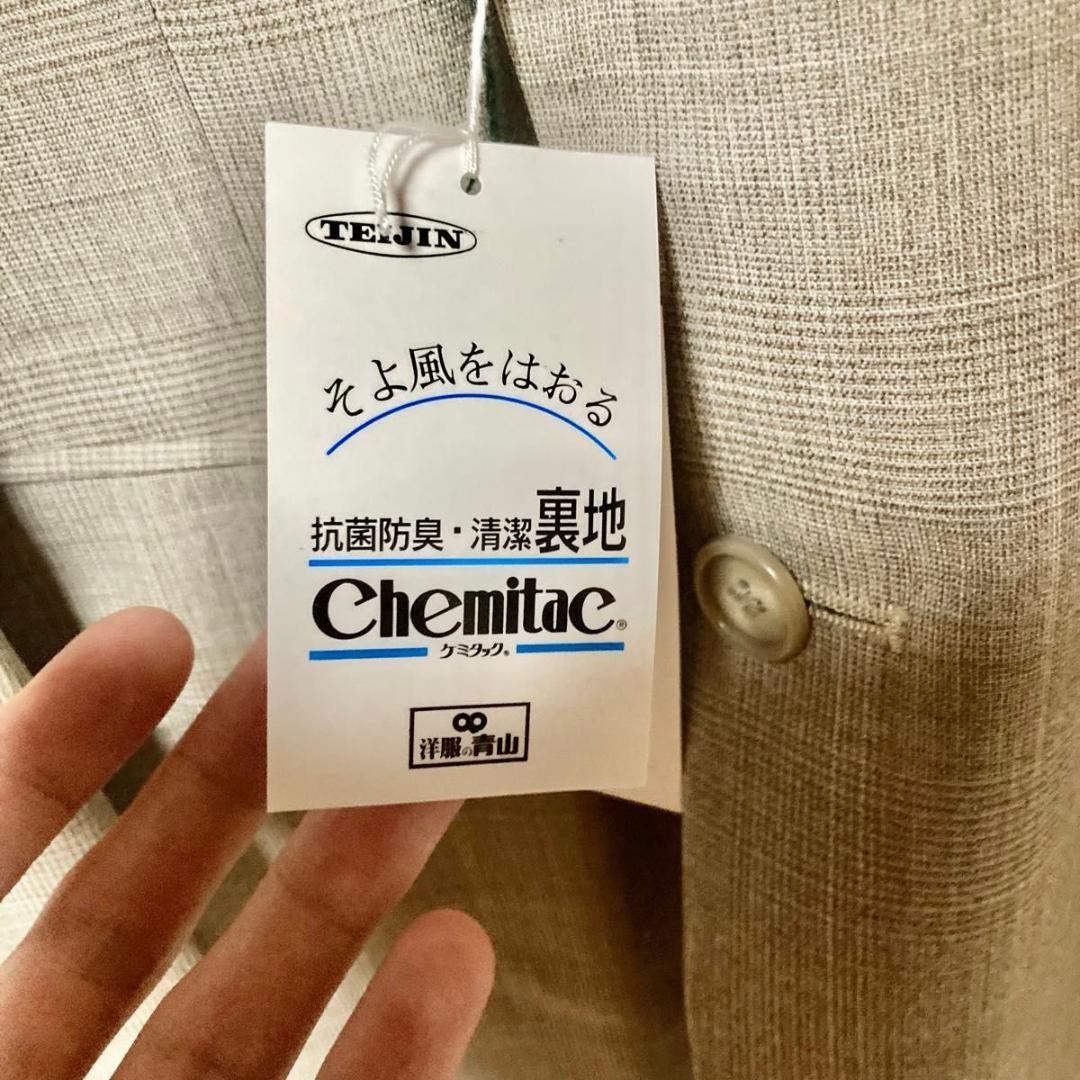 TEIJIN
そよ風をはおる
抗菌防臭・清潔裏地
Chemitac®
ケミタック®
洋服の青山